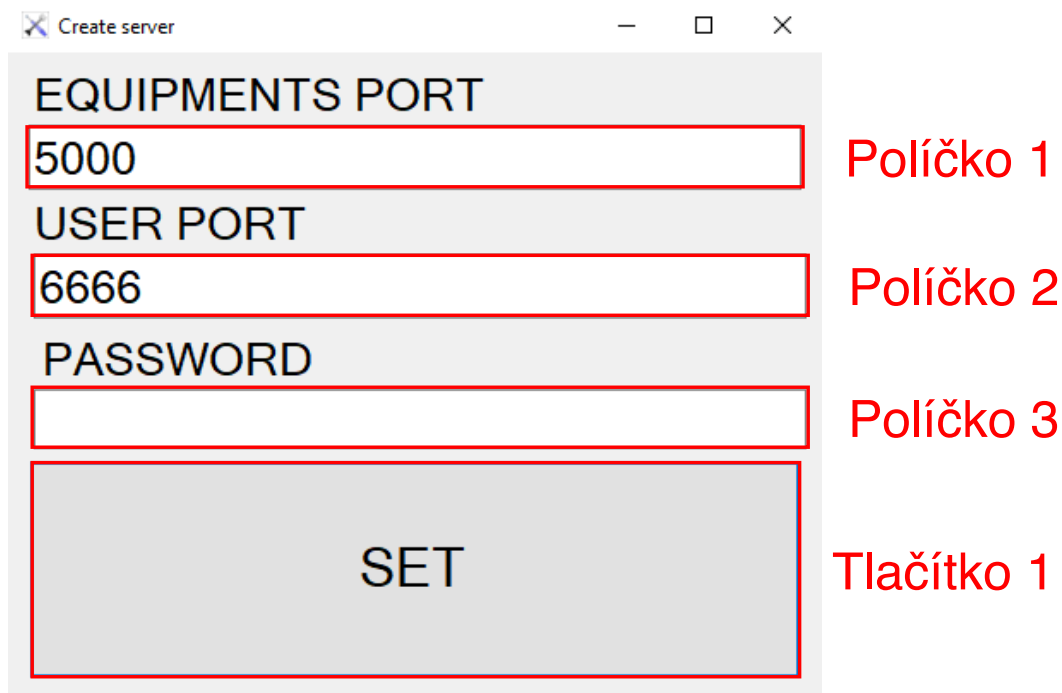 Create server
EQUIPMENTS PORT
5000
Políčko 1
USER PORT
6666
Políčko 2
PASSWORD
Políčko 3
SET
Tlačítko 1